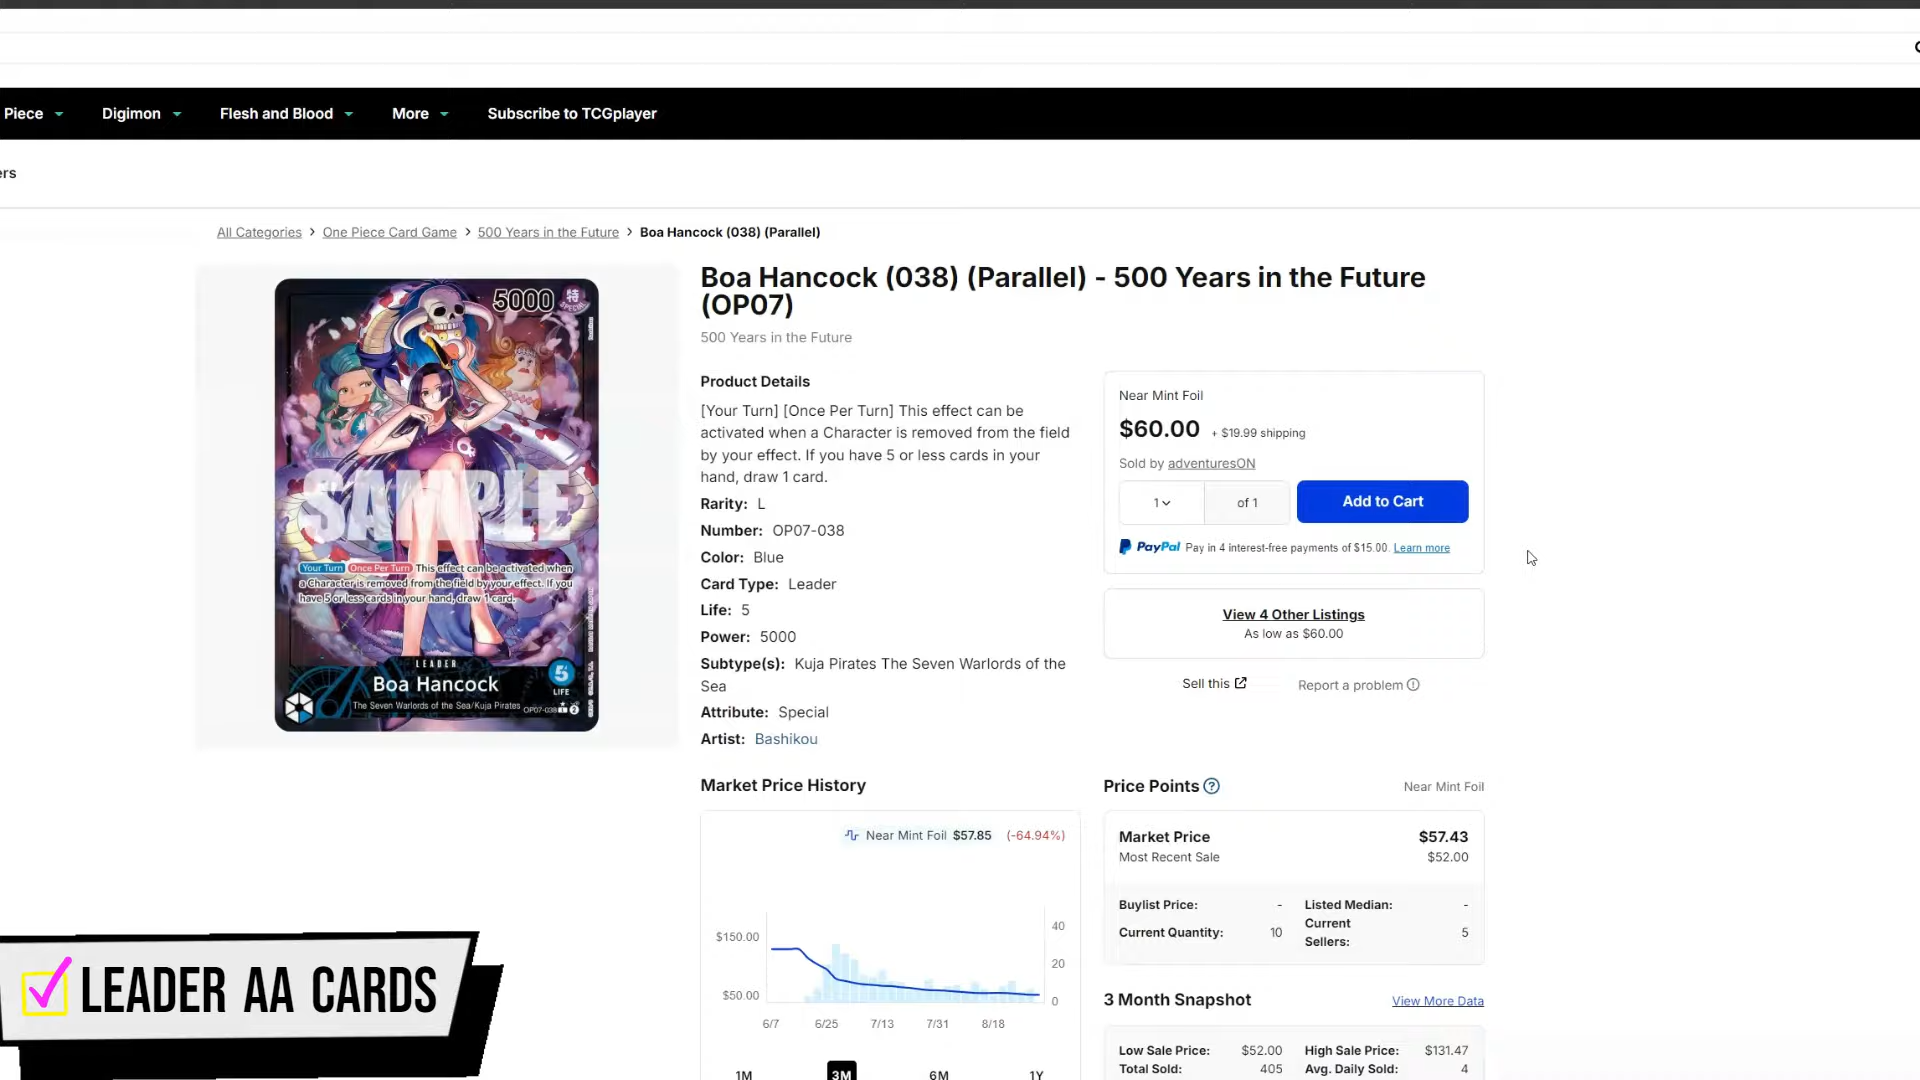 Piece
Digimon
Flesh and Blood
More
Subscribe to TCGplayer
ers
All Categories > One Piece Card Game > 500 Years in the Future > Boa Hancock (038) (Parallel)
5000
特
SPECIAL
SAMPLE
Your Turn Once Per Turn This effect can be activated when
a Character is removed from the field by your effect. If you
have 5 or less cards in your hand, draw 1 card.
LEADER
Boa Hancock
The Seven Warlords of the Sea/Kuja Pirates
OP07-038 L
5
LIFE
Boa Hancock (038) (Parallel) - 500 Years in the Future
(OP07)
500 Years in the Future
Product Details
[Your Turn] [Once Per Turn] This effect can be
activated when a Character is removed from the field
by your effect. If you have 5 or less cards in your
hand, draw 1 card.
Rarity: L
Number: OP07-038
Color: Blue
Card Type: Leader
Life: 5
Power: 5000
Subtype(s): Kuja Pirates The Seven Warlords of the
Sea
Attribute: Special
Artist: Bashikou
Near Mint Foil
$60.00 + $19.99 shipping
Sold by adventuresON
1 of 1
Add to Cart
PayPal Pay in 4 interest-free payments of $15.00. Learn more
View 4 Other Listings
As low as $60.00
Sell this
Report a problem
Market Price History
Near Mint Foil $57.85 (-64.94%)
$150.00
$50.00
40
20
0
6/7 6/25 7/13 7/31 8/18
1M 3M 6M 1Y
Price Points ? Near Mint Foil
Market Price $57.43
Most Recent Sale $52.00
Buylist Price: - Listed Median: -
Current Quantity: 10 Current
Sellers: 5
3 Month Snapshot View More Data
Low Sale Price: $52.00 High Sale Price: $131.47
Total Sold: 405 Avg. Daily Sold: 4
LEADER AA CARDS